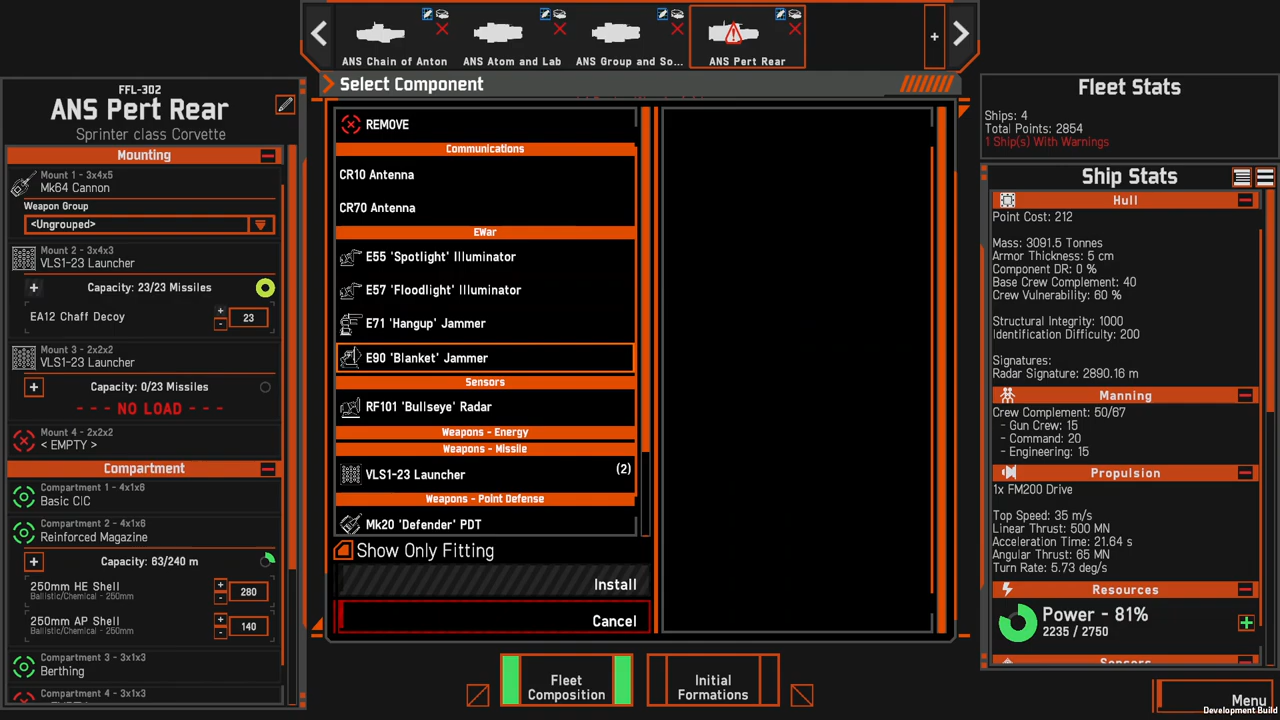 ANS Chain of Anton
ANS Atom and Lab
ANS Group and So...
ANS Pert Rear
+
FFL-302
ANS Pert Rear
Sprinter class Corvette
Mounting
Mount 1 - 3x4x5
Mk64 Cannon
Weapon Group
<Ungrouped>
Mount 2 - 3x4x3
VLS1-23 Launcher
+ Capacity: 23/23 Missiles
EA12 Chaff Decoy
+
-
23
Mount 3 - 2x2x2
VLS1-23 Launcher
+ Capacity: 0/23 Missiles
- - - NO LOAD - - -
Mount 4 - 2x2x2
< EMPTY >
Compartment
Compartment 1 - 4x1x6
Basic CIC
Compartment 2 - 4x1x6
Reinforced Magazine
+ Capacity: 63/240 m
250mm HE Shell
Ballistic/Chemical - 250mm
+
-
280
250mm AP Shell
Ballistic/Chemical - 250mm
+
-
140
Compartment 3 - 3x1x3
Berthing
Compartment 4 - 3x1x3
Select Component
REMOVE
Communications
CR10 Antenna
CR70 Antenna
EWar
E55 'Spotlight' Illuminator
E57 'Floodlight' Illuminator
E71 'Hangup' Jammer
E90 'Blanket' Jammer
Sensors
RF101 'Bullseye' Radar
Weapons - Energy
Weapons - Missile
VLS1-23 Launcher (2)
Weapons - Point Defense
Mk20 'Defender' PDT
Show Only Fitting
Install
Cancel
Fleet
Composition
Initial
Formations
Fleet Stats
Ships: 4
Total Points: 2854
1 Ship(s) With Warnings
Ship Stats
Hull
Point Cost: 212
Mass: 3091.5 Tonnes
Armor Thickness: 5 cm
Component DR: 0 %
Base Crew Complement: 40
Crew Vulnerability: 60 %
Structural Integrity: 1000
Identification Difficulty: 200
Signatures:
Radar Signature: 2890.16 m
Manning
Crew Complement: 50/67
- Gun Crew: 15
- Command: 20
- Engineering: 15
Propulsion
1x FM200 Drive
Top Speed: 35 m/s
Linear Thrust: 500 MN
Acceleration Time: 21.64 s
Angular Thrust: 65 MN
Turn Rate: 5.73 deg/s
Resources
Power - 81%
2235 / 2750
+
Sensors
Menu
Development Build